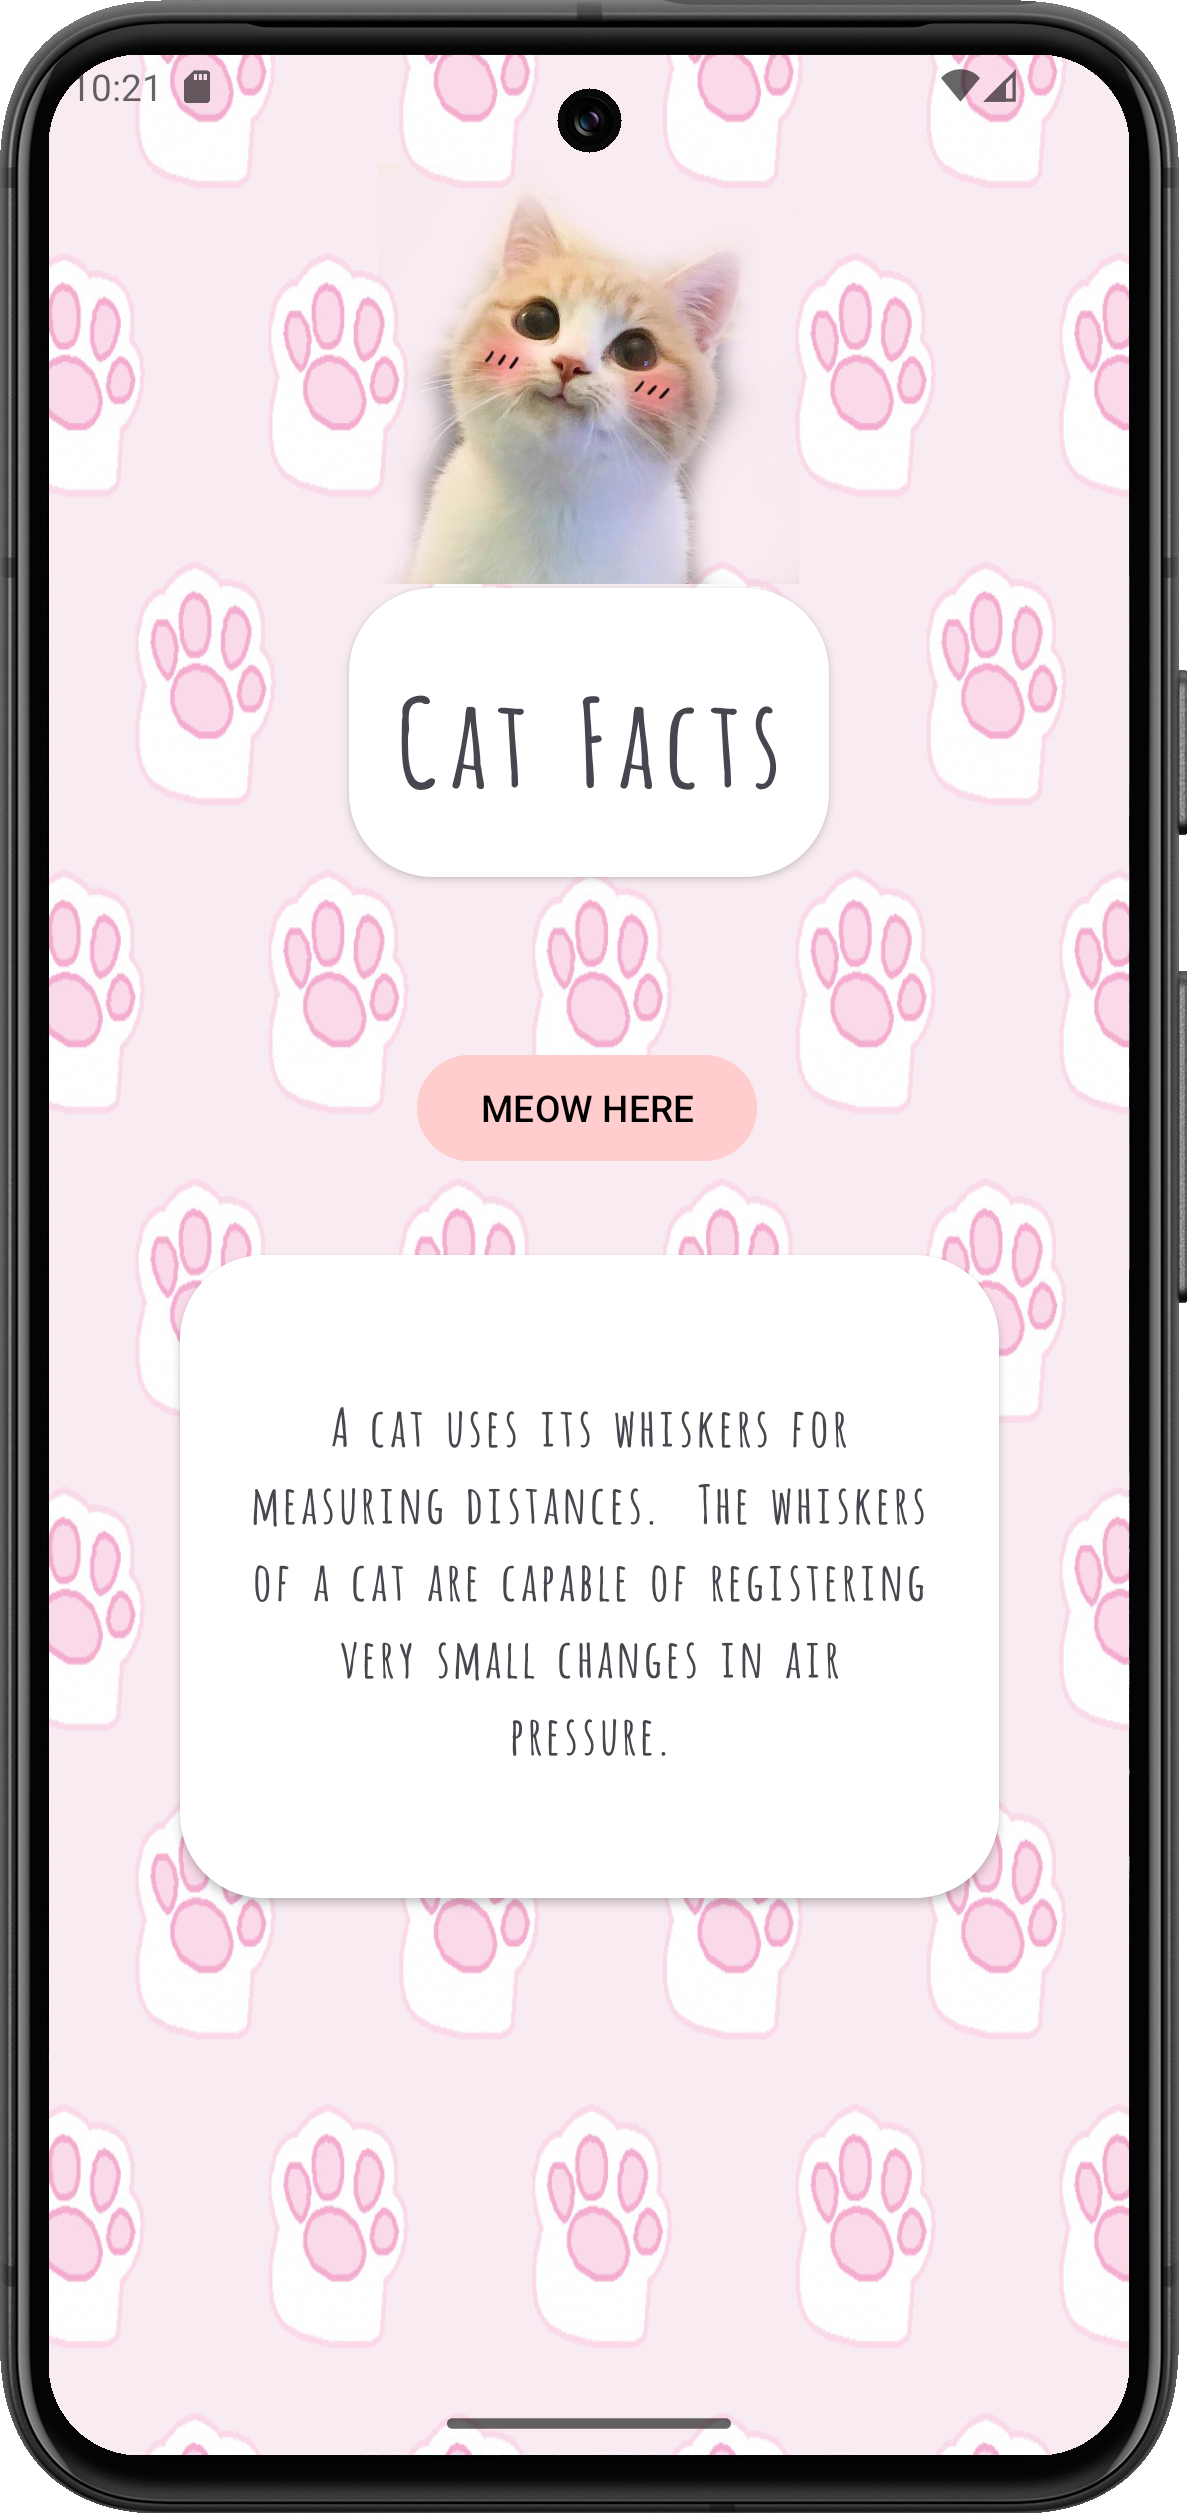 10:21
Cat Facts
MEOW HERE
A cat uses its whiskers for
measuring distances.  The whiskers
of a cat are capable of registering
very small changes in air
pressure.